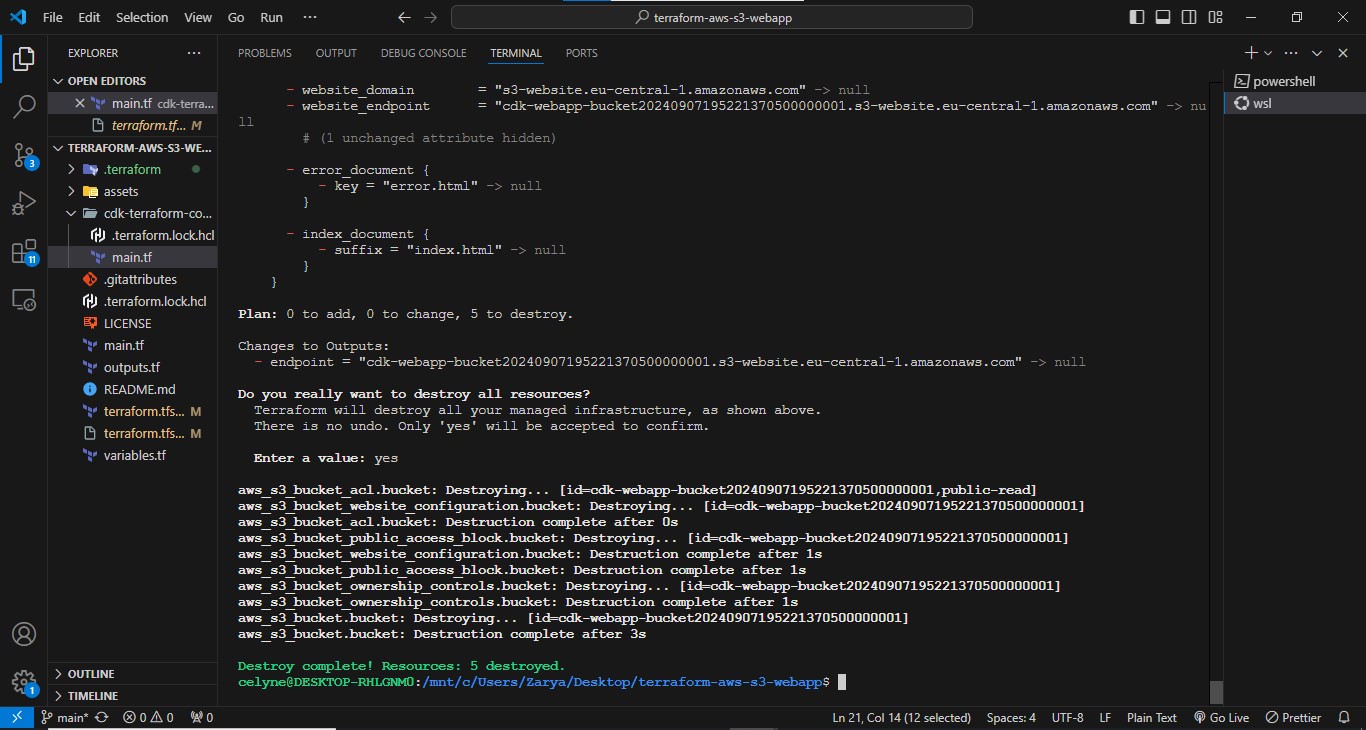 File Edit Selection View Go Run ···
terraform-aws-s3-webapp
EXPLORER ···
OPEN EDITORS
main.tf cdk-terra...
terraform.tf... M
TERRAFORM-AWS-S3-WE...
.terraform
assets
cdk-terraform-co...
.terraform.lock.hcl
main.tf
.gitattributes
.terraform.lock.hcl
LICENSE
main.tf
outputs.tf
README.md
terraform.tfs... M
terraform.tfs... M
variables.tf
OUTLINE
TIMELINE
3
11
1
PROBLEMS OUTPUT DEBUG CONSOLE TERMINAL PORTS
- website_domain = "s3-website.eu-central-1.amazonaws.com" -> null
- website_endpoint = "cdk-webapp-bucket20240907195221370500000001.s3-website.eu-central-1.amazonaws.com" -> nu
ll
# (1 unchanged attribute hidden)
- error_document {
- key = "error.html" -> null
}
- index_document {
- suffix = "index.html" -> null
}
}
Plan: 0 to add, 0 to change, 5 to destroy.
Changes to Outputs:
- endpoint = "cdk-webapp-bucket20240907195221370500000001.s3-website.eu-central-1.amazonaws.com" -> null
Do you really want to destroy all resources?
Terraform will destroy all your managed infrastructure, as shown above.
There is no undo. Only 'yes' will be accepted to confirm.
Enter a value: yes
aws_s3_bucket_acl.bucket: Destroying... [id=cdk-webapp-bucket20240907195221370500000001,public-read]
aws_s3_bucket_website_configuration.bucket: Destroying... [id=cdk-webapp-bucket20240907195221370500000001]
aws_s3_bucket_acl.bucket: Destruction complete after 0s
aws_s3_bucket_public_access_block.bucket: Destroying... [id=cdk-webapp-bucket20240907195221370500000001]
aws_s3_bucket_website_configuration.bucket: Destruction complete after 1s
aws_s3_bucket_public_access_block.bucket: Destruction complete after 1s
aws_s3_bucket_ownership_controls.bucket: Destroying... [id=cdk-webapp-bucket20240907195221370500000001]
aws_s3_bucket_ownership_controls.bucket: Destruction complete after 1s
aws_s3_bucket.bucket: Destroying... [id=cdk-webapp-bucket20240907195221370500000001]
aws_s3_bucket.bucket: Destruction complete after 3s
Destroy complete! Resources: 5 destroyed.
celyne@DESKTOP-RHLGNM0:/mnt/c/Users/Zarya/Desktop/terraform-aws-s3-webapp$
powershell
wsl
main* 0 0 0
Ln 21, Col 14 (12 selected) Spaces: 4 UTF-8 LF Plain Text Go Live Prettier